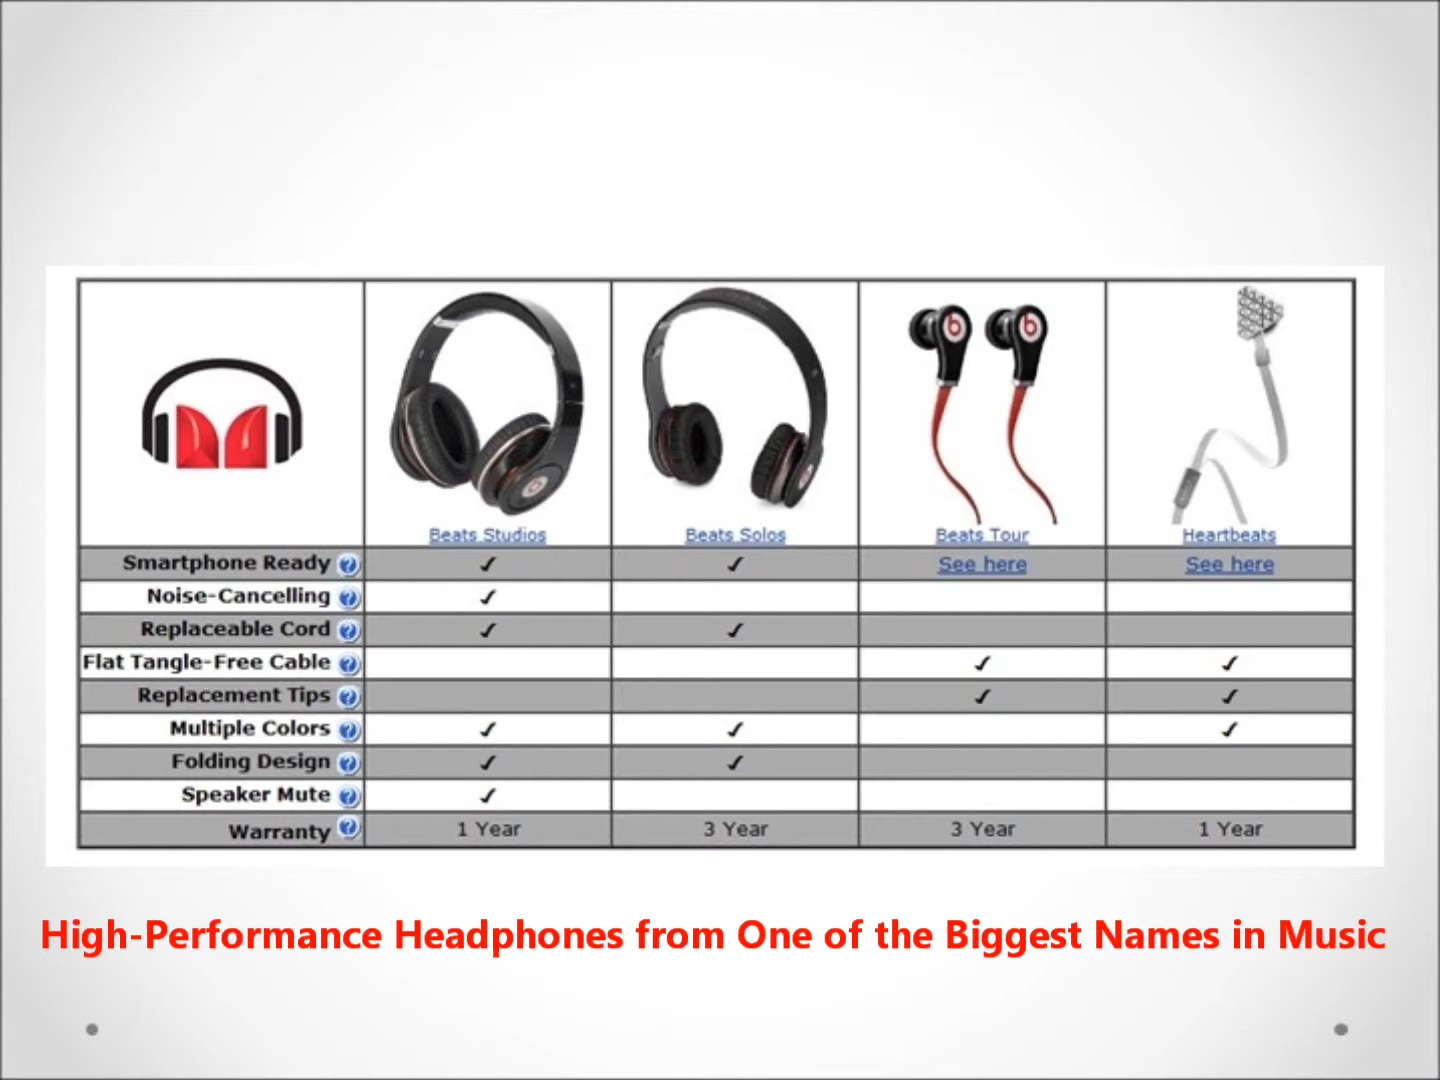 Beats Studios Beats Solos Beats Tour Heartbeats
Smartphone Ready ? ✓ ✓ See here See here
Noise-Cancelling ? ✓
Replaceable Cord ? ✓ ✓
Flat Tangle-Free Cable ? ✓ ✓
Replacement Tips ? ✓ ✓
Multiple Colors ? ✓ ✓ ✓
Folding Design ? ✓ ✓
Speaker Mute ? ✓
Warranty ? 1 Year 3 Year 3 Year 1 Year
High-Performance Headphones from One of the Biggest Names in Music